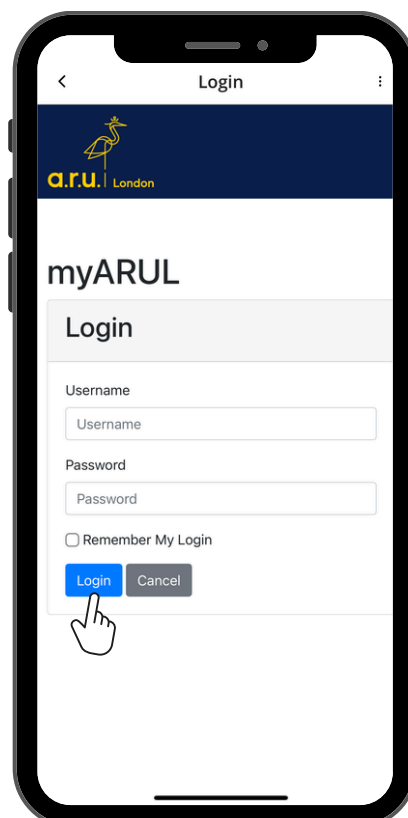 Login
a.r.u. London
myARUL
Login
Username
Username
Password
Password
Remember My Login
Login Cancel